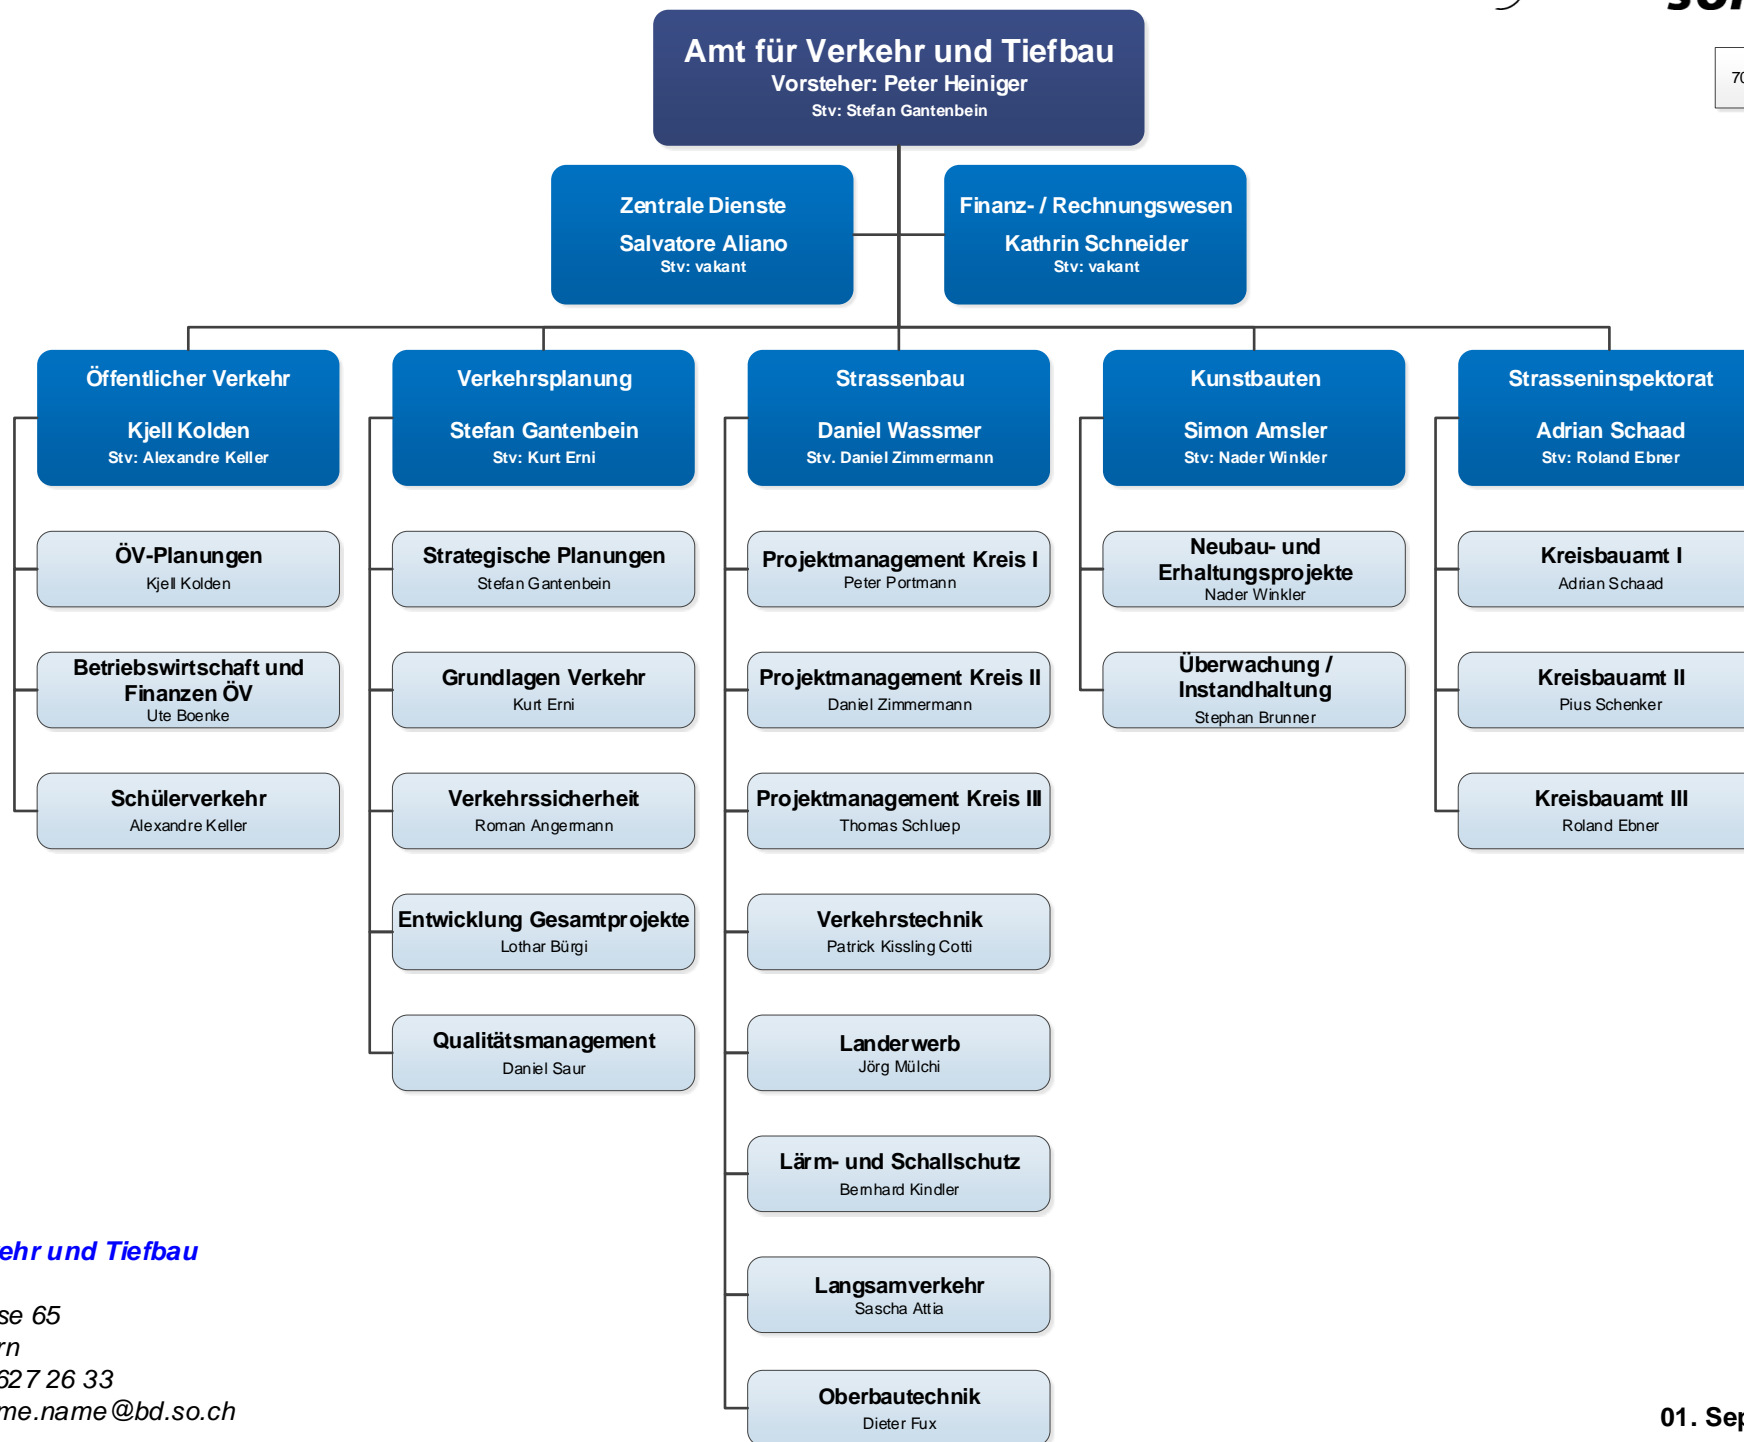 Amt für Verkehr und Tiefbau
Vorsteher: Peter Heiniger
Stv: Stefan Gantenbein
70
Zentrale Dienste
Salvatore Aliano
Stv: vakant
Finanz- / Rechnungswesen
Kathrin Schneider
Stv: vakant
Öffentlicher Verkehr
Kjell Kolden
Stv: Alexandre Keller
ÖV-Planungen
Kjell Kolden
Betriebswirtschaft und
Finanzen ÖV
Ute Boenke
Schülerverkehr
Alexandre Keller
Verkehrsplanung
Stefan Gantenbein
Stv: Kurt Erni
Strategische Planungen
Stefan Gantenbein
Grundlagen Verkehr
Kurt Erni
Verkehrssicherheit
Roman Angermann
Entwicklung Gesamtprojekte
Lothar Bürgi
Qualitätsmanagement
Daniel Saur
Strassenbau
Daniel Wassmer
Stv. Daniel Zimmermann
Projektmanagement Kreis I
Peter Portmann
Projektmanagement Kreis II
Daniel Zimmermann
Projektmanagement Kreis III
Thomas Schluep
Verkehrstechnik
Patrick Kissling Cotti
Landerwerb
Jörg Mülchi
Lärm- und Schallschutz
Bernhard Kindler
Langsamverkehr
Sascha Attia
Oberbautechnik
Dieter Fux
Kunstbauten
Simon Amsler
Stv: Nader Winkler
Neubau- und
Erhaltungsprojekte
Nader Winkler
Überwachung /
Instandhaltung
Stephan Brunner
Strasseninspektorat
Adrian Schaad
Stv: Roland Ebner
Kreisbauamt I
Adrian Schaad
Kreisbauamt II
Pius Schenker
Kreisbauamt III
Roland Ebner
ehr und Tiefbau
se 65
rn
627 26 33
me.name@bd.so.ch
01. Sep